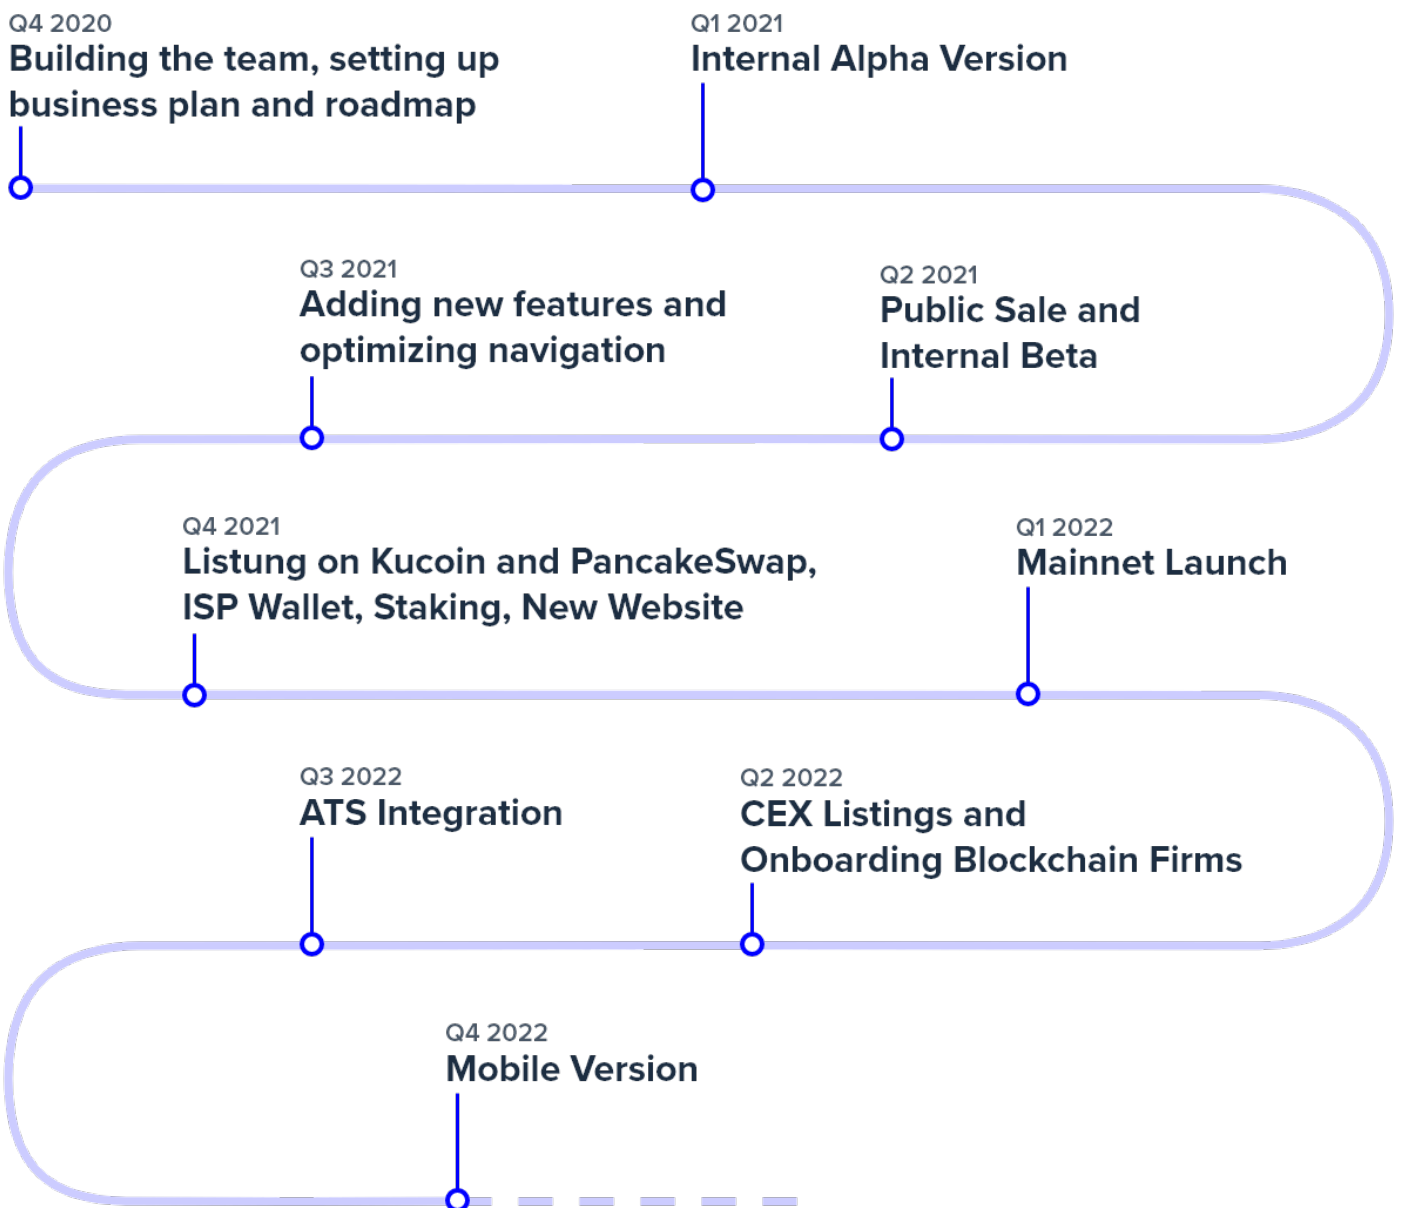 Q4 2020
Building the team, setting up
business plan and roadmap
Q1 2021
Internal Alpha Version
Q2 2021
Public Sale and
Internal Beta
Q3 2021
Adding new features and
optimizing navigation
Q4 2021
Listung on Kucoin and PancakeSwap,
ISP Wallet, Staking, New Website
Q1 2022
Mainnet Launch
Q2 2022
CEX Listings and
Onboarding Blockchain Firms
Q3 2022
ATS Integration
Q4 2022
Mobile Version